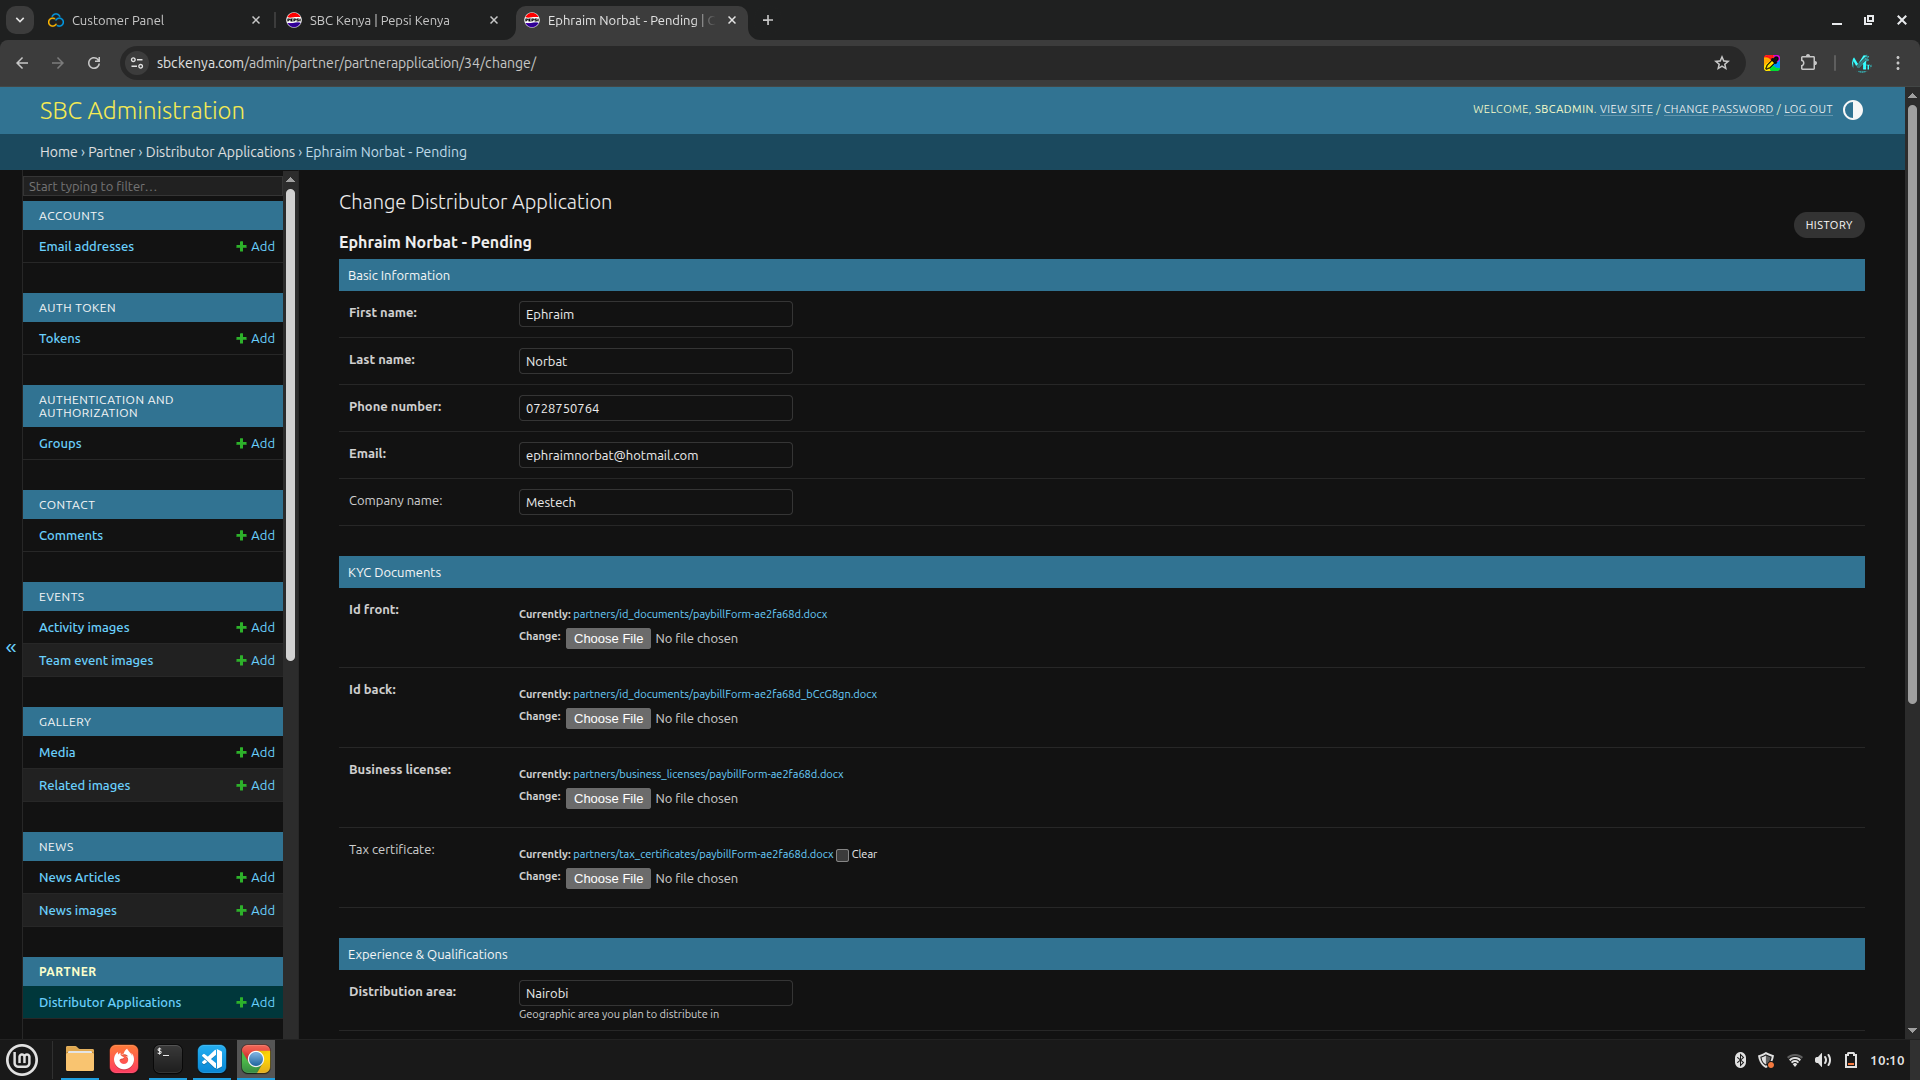 Customer Panel
SBC Kenya | Pepsi Kenya
Ephraim Norbat - Pending |
sbckenya.com/admin/partner/partnerapplication/34/change/
SBC Administration
WELCOME, SBCADMIN. VIEW SITE / CHANGE PASSWORD / LOG OUT
Home › Partner › Distributor Applications › Ephraim Norbat - Pending
Start typing to filter…
ACCOUNTS
Email addresses
Add
AUTH TOKEN
Tokens
Add
AUTHENTICATION AND
AUTHORIZATION
Groups
Add
CONTACT
Comments
Add
EVENTS
Activity images
Add
Team event images
Add
GALLERY
Media
Add
Related images
Add
NEWS
News Articles
Add
News images
Add
PARTNER
Distributor Applications
Add
«
Change Distributor Application
HISTORY
Ephraim Norbat - Pending
Basic Information
First name:
Ephraim
Last name:
Norbat
Phone number:
0728750764
Email:
ephraimnorbat@hotmail.com
Company name:
Mestech
KYC Documents
Id front:
Currently: partners/id_documents/paybillForm-ae2fa68d.docx
Change: Choose File No file chosen
Id back:
Currently: partners/id_documents/paybillForm-ae2fa68d_bCcG8gn.docx
Change: Choose File No file chosen
Business license:
Currently: partners/business_licenses/paybillForm-ae2fa68d.docx
Change: Choose File No file chosen
Tax certificate:
Currently: partners/tax_certificates/paybillForm-ae2fa68d.docx Clear
Change: Choose File No file chosen
Experience & Qualifications
Distribution area:
Nairobi
Geographic area you plan to distribute in
10:10